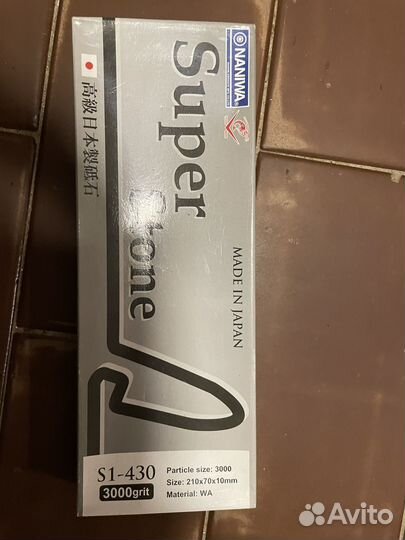 NANIWA
Super
Stone
MADE IN JAPAN
高級日本製砥石
S1-430
3000grit
Particle size: 3000
Size: 210x70x10mm
Material: WA
Avito